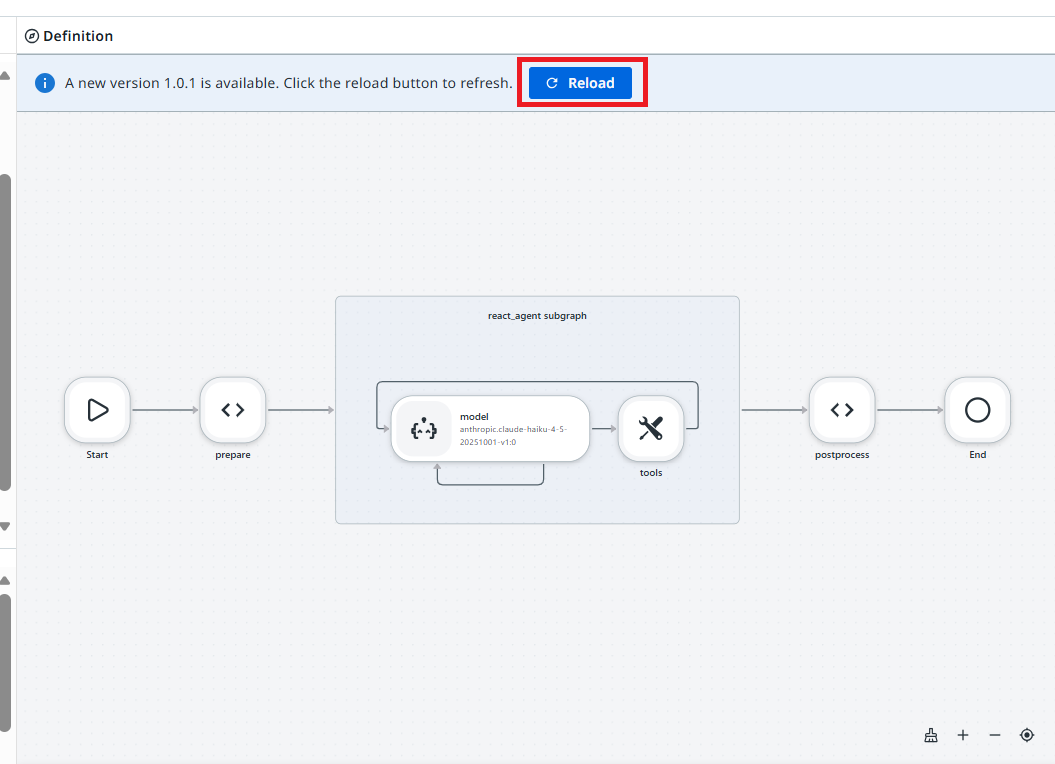 Definition
A new version 1.0.1 is available. Click the reload button to refresh.
Reload
react_agent subgraph
model
anthropic.claude-haiku-4-5-
20251001-v1:0
Start
prepare
tools
postprocess
End